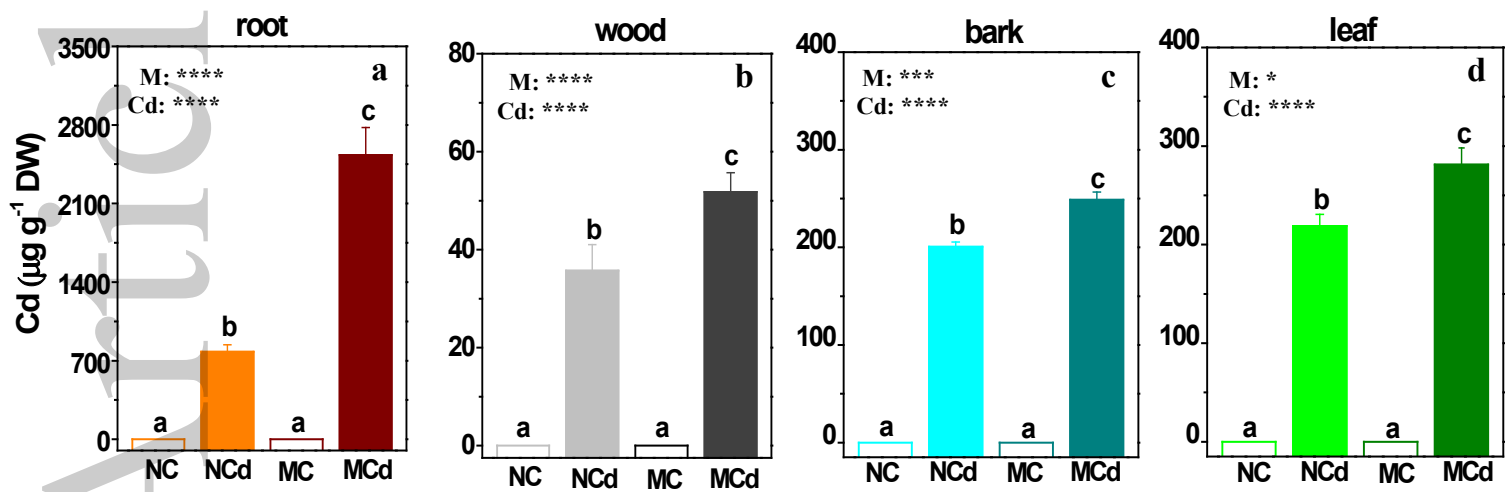 Articl
root
wood
bark
leaf
Cd (µg g⁻¹ DW)
3500
2800
2100
1400
700
0
M: ****
Cd: ****
a
a
b
a
c
NC
NCd
MC
MCd
80
60
40
20
0
M: ****
Cd: ****
b
a
b
a
c
NC
NCd
MC
MCd
400
300
200
100
0
M: ***
Cd: ****
c
a
b
a
c
NC
NCd
MC
MCd
400
300
200
100
0
M: *
Cd: ****
d
a
b
a
c
NC
NCd
MC
MCd